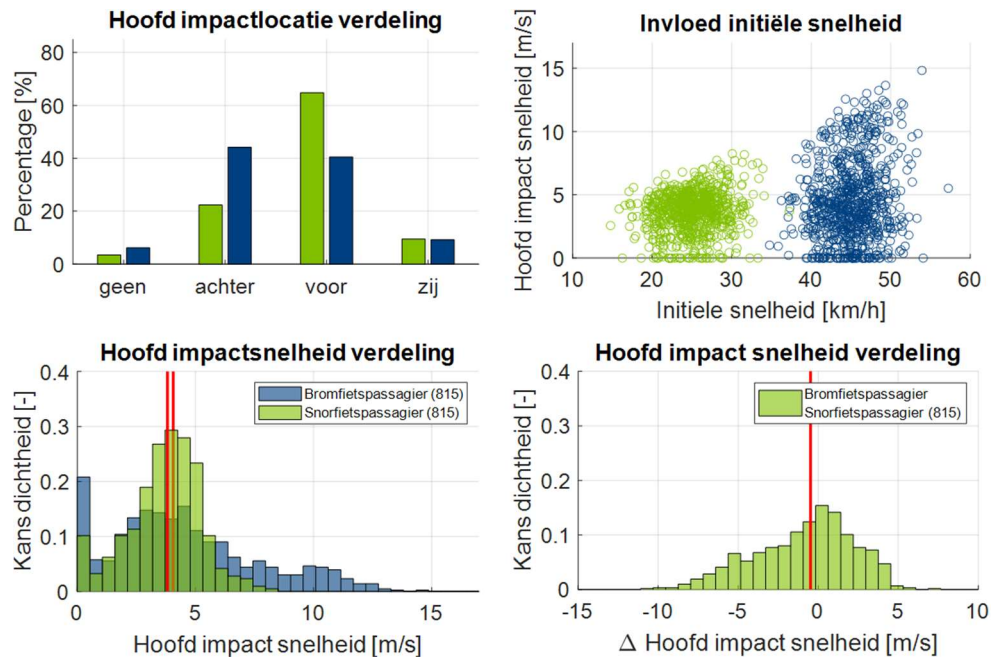 Hoofd impactlocatie verdeling
Percentage [%]
80
60
40
20
0
geen achter voor zij
Invloed initiële snelheid
Hoofd impact snelheid [m/s]
15
10
5
0
10 20 30 40 50 60
Initiele snelheid [km/h]
Hoofd impactsnelheid verdeling
Kans dichtheid [-]
0.4
0.3
0.2
0.1
0
Bromfietspassagier (815)
Snorfietspassagier (815)
0 5 10 15
Hoofd impact snelheid [m/s]
Hoofd impact snelheid verdeling
Kans dichtheid [-]
0.4
0.3
0.2
0.1
0
Bromfietspassagier
Snorfietspassagier (815)
-15 -10 -5 0 5 10
Δ Hoofd impact snelheid [m/s]